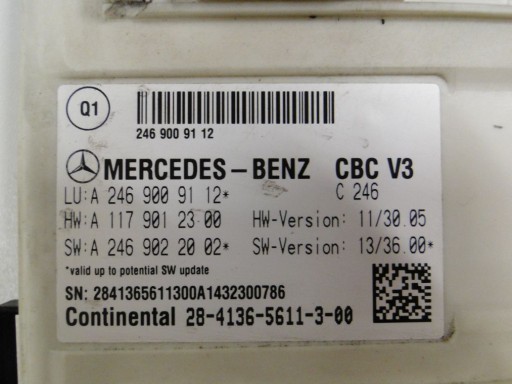 Q1
246 900 91 12
MERCEDES-BENZ CBC V3
LU:A 246 900 91 12* C 246
HW:A 117 901 23 00 HW-Version: 11/30.05
SW:A 246 902 20 02* SW-Version: 13/36.00*
*valid up to potential SW update
SN: 2841365611300A1432300786
Continental 28-4136-5611-3-00